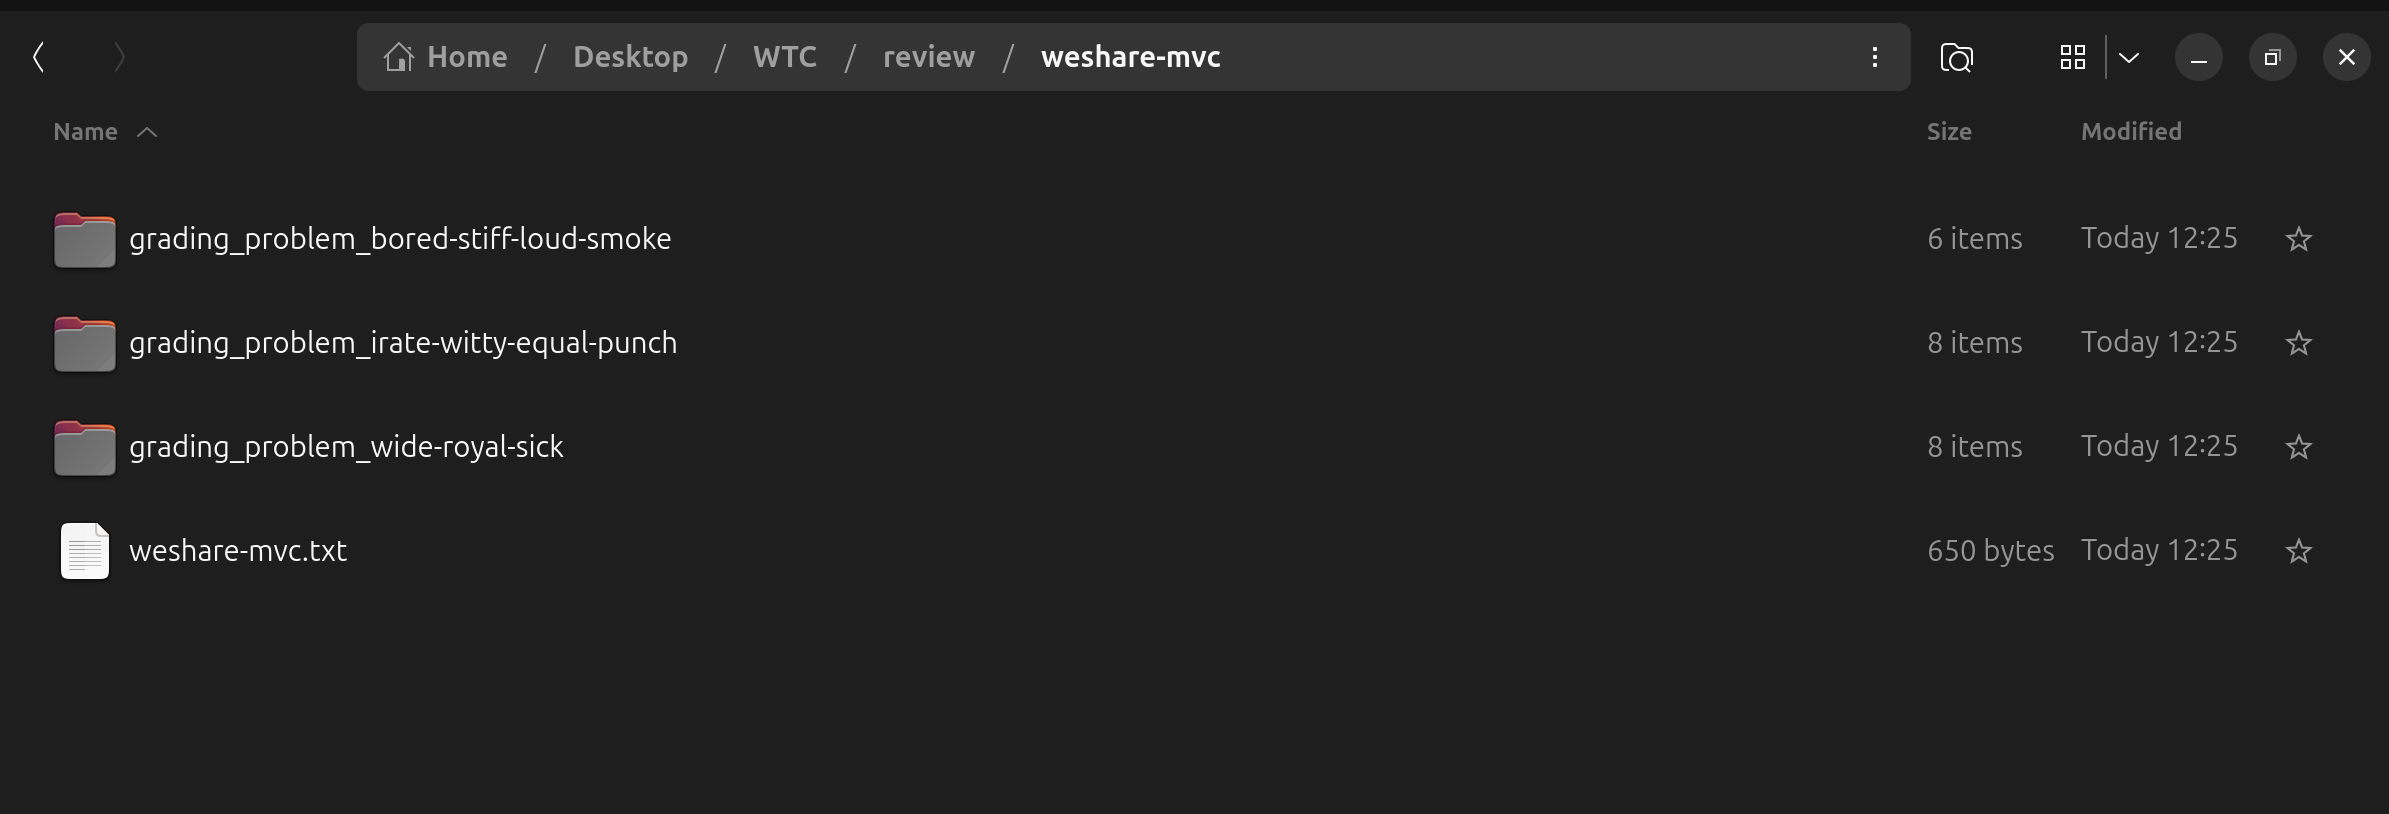 Home / Desktop / WTC / review / weshare-mvc
Name Size Modified
grading_problem_bored-stiff-loud-smoke 6 items Today 12:25
grading_problem_irate-witty-equal-punch 8 items Today 12:25
grading_problem_wide-royal-sick 8 items Today 12:25
weshare-mvc.txt 650 bytes Today 12:25